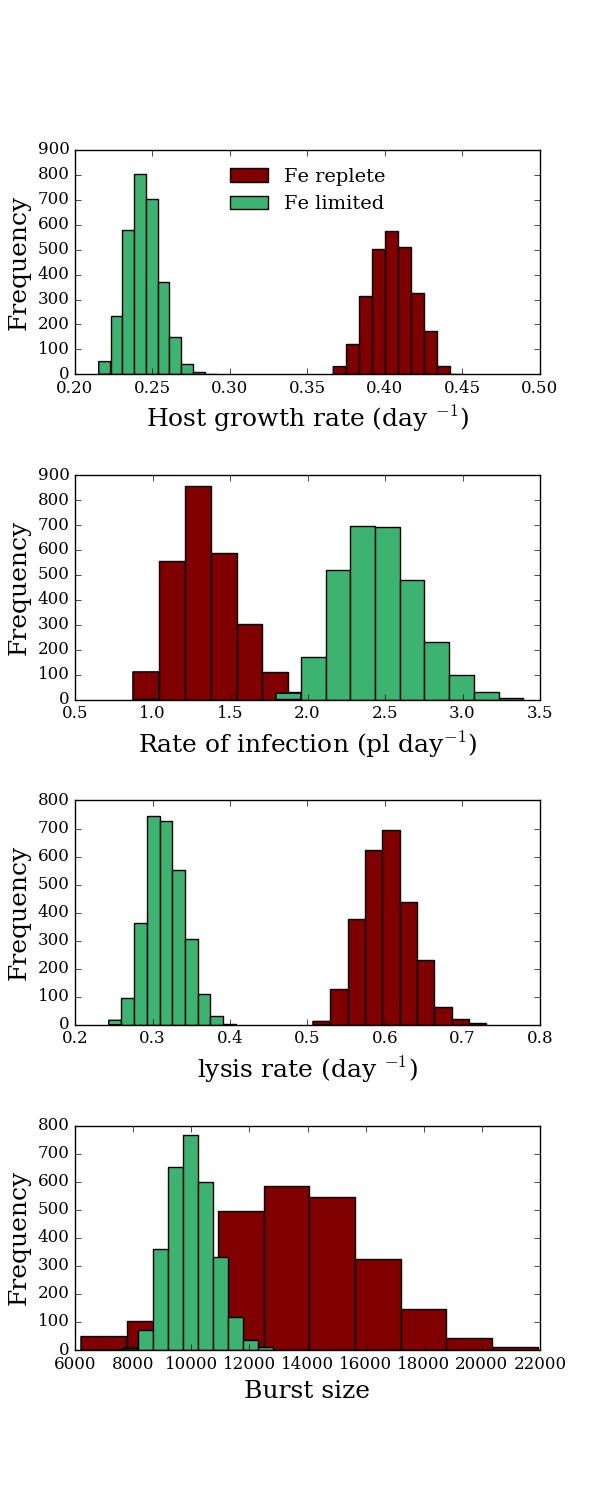 900
800
700
600
500
400
300
200
100
0
Frequency
Fe replete
Fe limited
0.20 0.25 0.30 0.35 0.40 0.45 0.50
Host growth rate (day ⁻¹)
900
800
700
600
500
400
300
200
100
0
Frequency
0.5 1.0 1.5 2.0 2.5 3.0 3.5
Rate of infection (pl day⁻¹)
800
700
600
500
400
300
200
100
0
Frequency
0.2 0.3 0.4 0.5 0.6 0.7 0.8
lysis rate (day ⁻¹)
800
700
600
500
400
300
200
100
0
Frequency
6000 8000 10000 12000 14000 16000 18000 20000 22000
Burst size